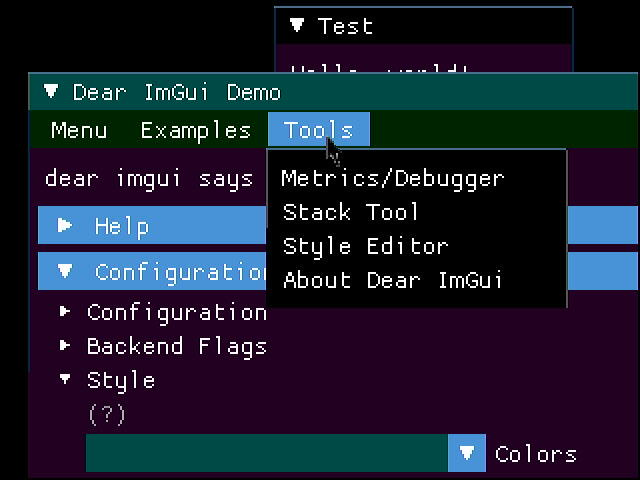 Test
Hello, world!
Dear ImGui Demo
Menu Examples Tools
dear imgui says
Metrics/Debugger
Stack Tool
Style Editor
About Dear ImGui
Help
Configuration
Configuration
Backend Flags
Style
(?)
Colors